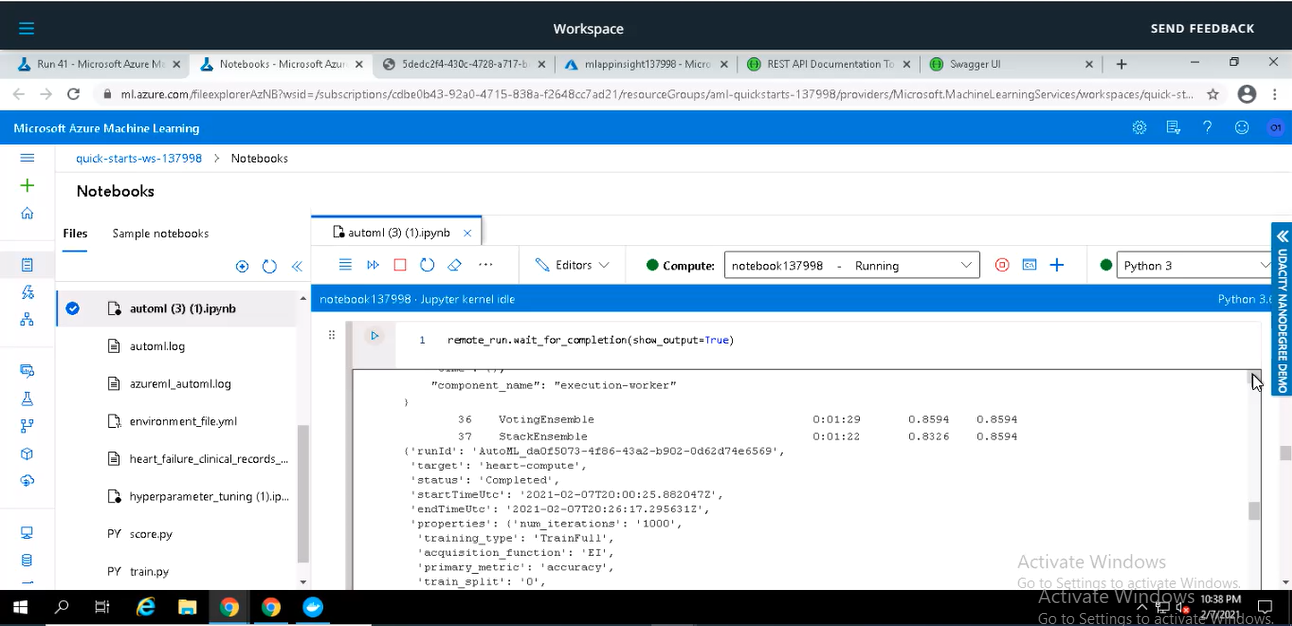 Workspace
SEND FEEDBACK
Run 41 - Microsoft Azure M
Notebooks - Microsoft Azur
5dedc2f4-430c-4728-a717-b
mlappinsight137998 - Micro
REST API Documentation To
Swagger UI
ml.azure.com/fileexplorerAzNB?wsid=/subscriptions/cdbe0b43-92a0-4715-838a-f2648cc7ad21/resourceGroups/aml-quickstarts-137998/providers/Microsoft.MachineLearningServices/workspaces/quick-st...
Microsoft Azure Machine Learning
quick-starts-ws-137998 > Notebooks
Notebooks
Files
Sample notebooks
automl (3) (1).ipynb
Editors
Compute:
notebook137998 - Running
Python 3
notebook137998 · Jupyter kernel idle
Python 3.6
UDACITY NANODEGREE DEMO
automl (3) (1).ipynb
automl.log
azureml_automl.log
environment_file.yml
heart_failure_clinical_records_...
hyperparameter_tuning (1).ip...
PY score.py
PY train.py
1 remote_run.wait_for_completion(show_output=True)
"component_name": "execution-worker"
}
36 VotingEnsemble 0:01:29 0.8594 0.8594
37 StackEnsemble 0:01:22 0.8326 0.8594
{'runId': 'AutoML_da0f5073-4f86-43a2-b902-0d62d74e6569',
'target': 'heart-compute',
'status': 'Completed',
'startTimeUtc': '2021-02-07T20:00:25.882047Z',
'endTimeUtc': '2021-02-07T20:26:17.295631Z',
'properties': {'num_iterations': '1000',
'training_type': 'TrainFull',
'acquisition_function': 'EI',
'primary_metric': 'accuracy',
'train_split': '0',
Activate Windows
Go to Settings to activate Windows.
Activate Windows
Go to Settings to activate Windows.
10:38 PM
2/7/2021